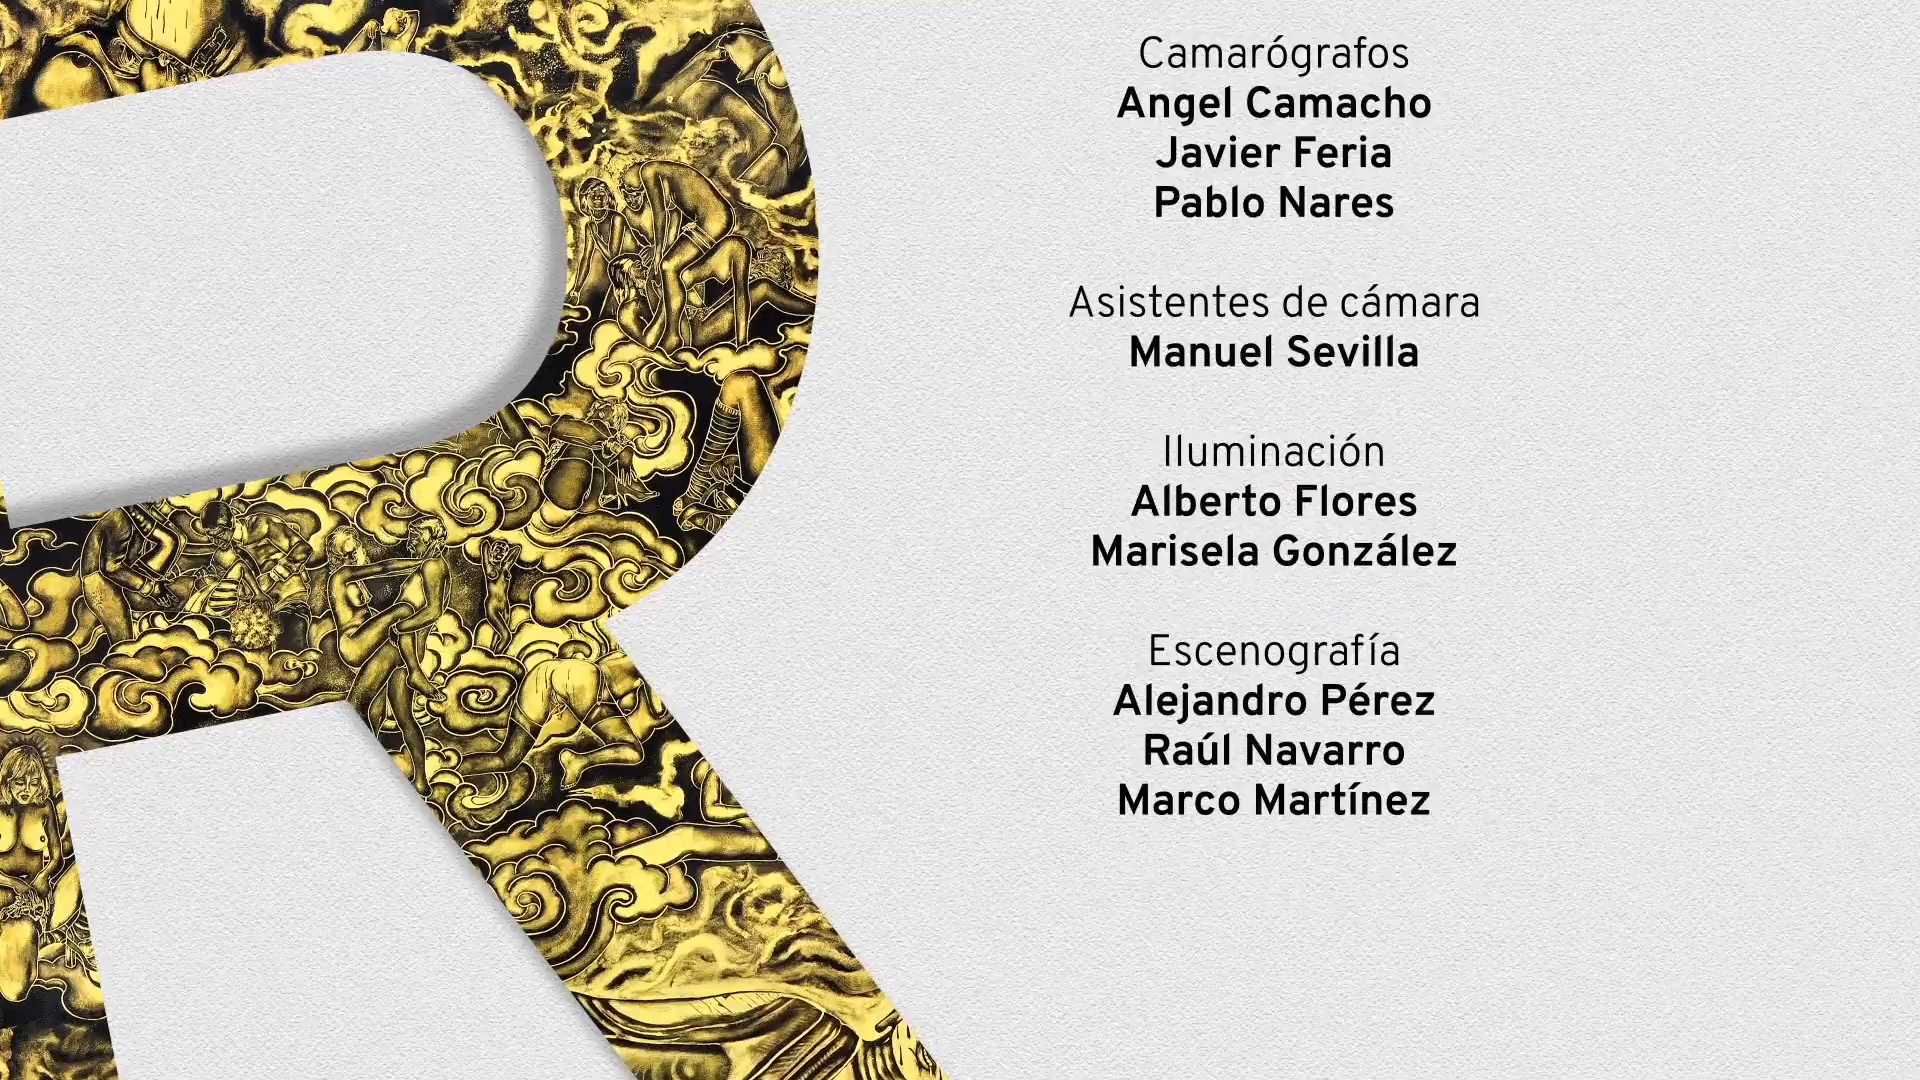 R
Camarógrafos
Angel Camacho
Javier Feria
Pablo Nares
Asistentes de cámara
Manuel Sevilla
Iluminación
Alberto Flores
Marisela González
Escenografía
Alejandro Pérez
Raúl Navarro
Marco Martínez